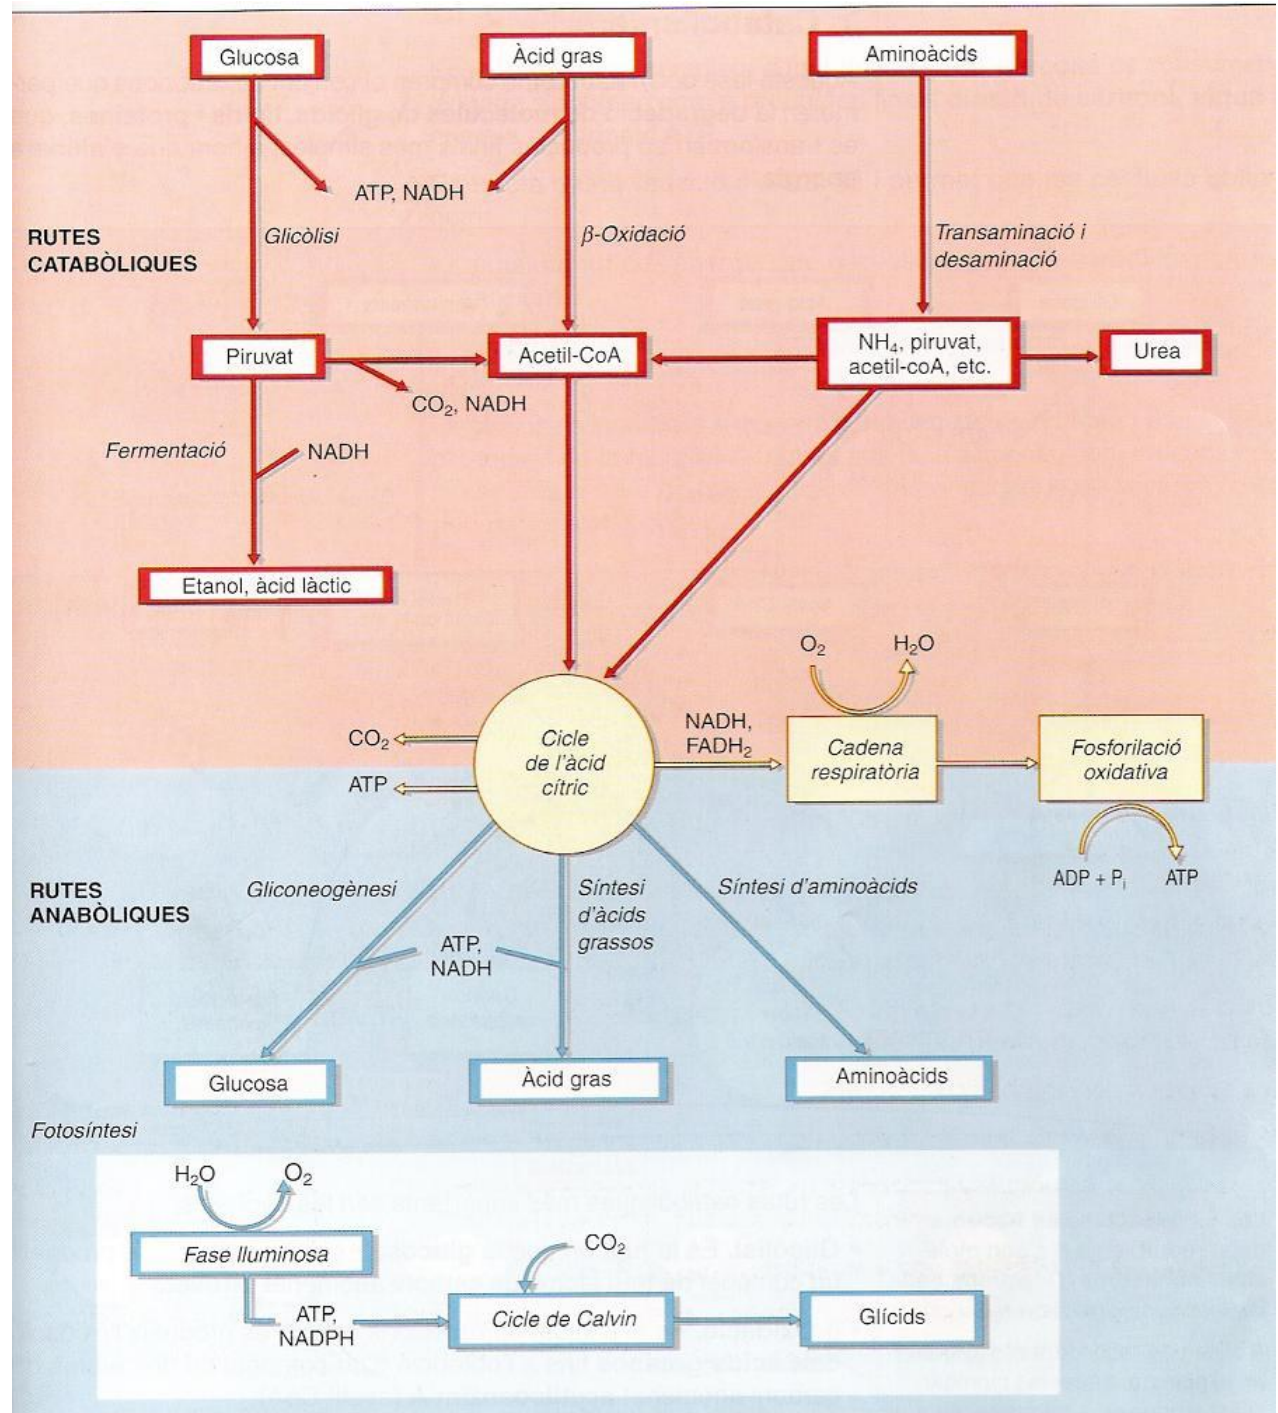 Glucosa
Àcid gras
Aminoàcids
ATP, NADH
RUTES
CATABÒLIQUES
Glicòlisi
β-Oxidació
Transaminació i
desaminació
Piruvat
Acetil-CoA
NH₄, piruvat,
acetil-coA, etc.
Urea
CO₂, NADH
Fermentació
NADH
Etanol, àcid làctic
O₂
H₂O
CO₂
ATP
Cicle
de l'àcid
cítric
NADH,
FADH₂
Cadena
respiratòria
Fosforilació
oxidativa
ADP + Pᵢ
ATP
RUTES
ANABÒLIQUES
Gliconeogènesi
Síntesi
d'àcids
grassos
Síntesi d'aminoàcids
ATP,
NADH
Glucosa
Àcid gras
Aminoàcids
Fotosíntesi
H₂O
O₂
Fase lluminosa
CO₂
ATP,
NADPH
Cicle de Calvin
Glícids